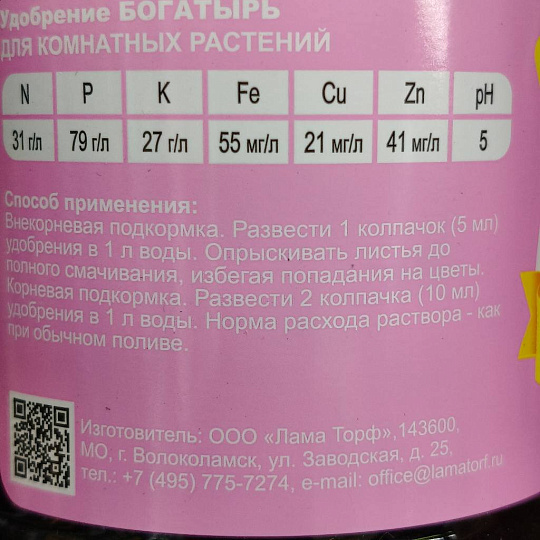 Удобрение БОГАТЫРЬ
ДЛЯ КОМНАТНЫХ РАСТЕНИЙ
N P K Fe Cu Zn pH
31 г/л 79 г/л 27 г/л 55 мг/л 21 мг/л 41 мг/л 5
Способ применения:
Внекорневая подкормка. Развести 1 колпачок (5 мл)
удобрения в 1 л воды. Опрыскивать листья до
полного смачивания, избегая попадания на цветы.
Корневая подкормка. Развести 2 колпачка (10 мл)
удобрения в 1 л воды. Норма расхода раствора - как
при обычном поливе.
Изготовитель: ООО «Лама Торф»,143600,
МО, г. Волоколамск, ул. Заводская, д. 25,
тел.: +7 (495) 775-7274, e-mail: office@lamatorf.ru